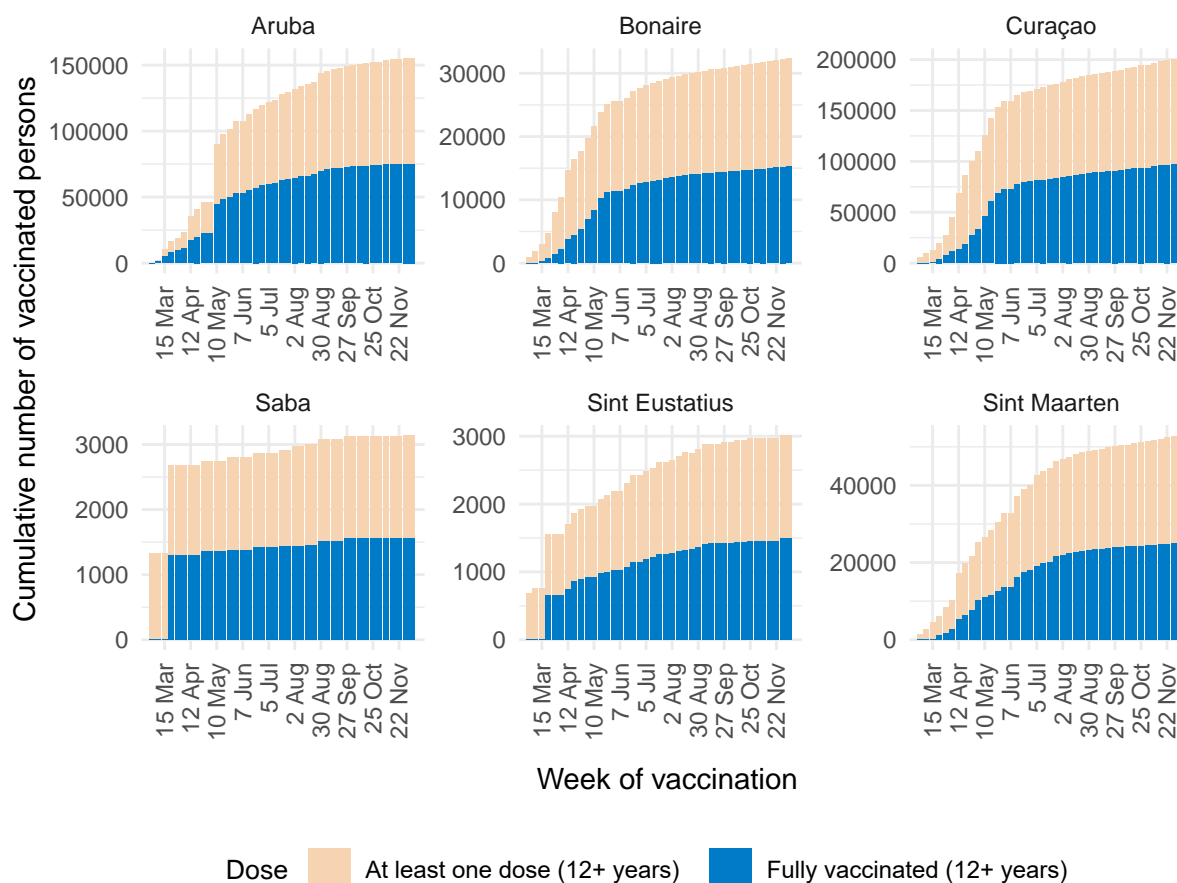 Aruba
Bonaire
Curaçao
Cumulative number of vaccinated persons
150000
100000
50000
0
30000
20000
10000
0
200000
150000
100000
50000
0
15 Mar
12 Apr
10 May
7 Jun
5 Jul
2 Aug
30 Aug
27 Sep
25 Oct
22 Nov
15 Mar
12 Apr
10 May
7 Jun
5 Jul
2 Aug
30 Aug
27 Sep
25 Oct
22 Nov
15 Mar
12 Apr
10 May
7 Jun
5 Jul
2 Aug
30 Aug
27 Sep
25 Oct
22 Nov
Saba
Sint Eustatius
Sint Maarten
3000
2000
1000
0
3000
2000
1000
0
40000
20000
0
15 Mar
12 Apr
10 May
7 Jun
5 Jul
2 Aug
30 Aug
27 Sep
25 Oct
22 Nov
15 Mar
12 Apr
10 May
7 Jun
5 Jul
2 Aug
30 Aug
27 Sep
25 Oct
22 Nov
15 Mar
12 Apr
10 May
7 Jun
5 Jul
2 Aug
30 Aug
27 Sep
25 Oct
22 Nov
Week of vaccination
Dose At least one dose (12+ years) Fully vaccinated (12+ years)